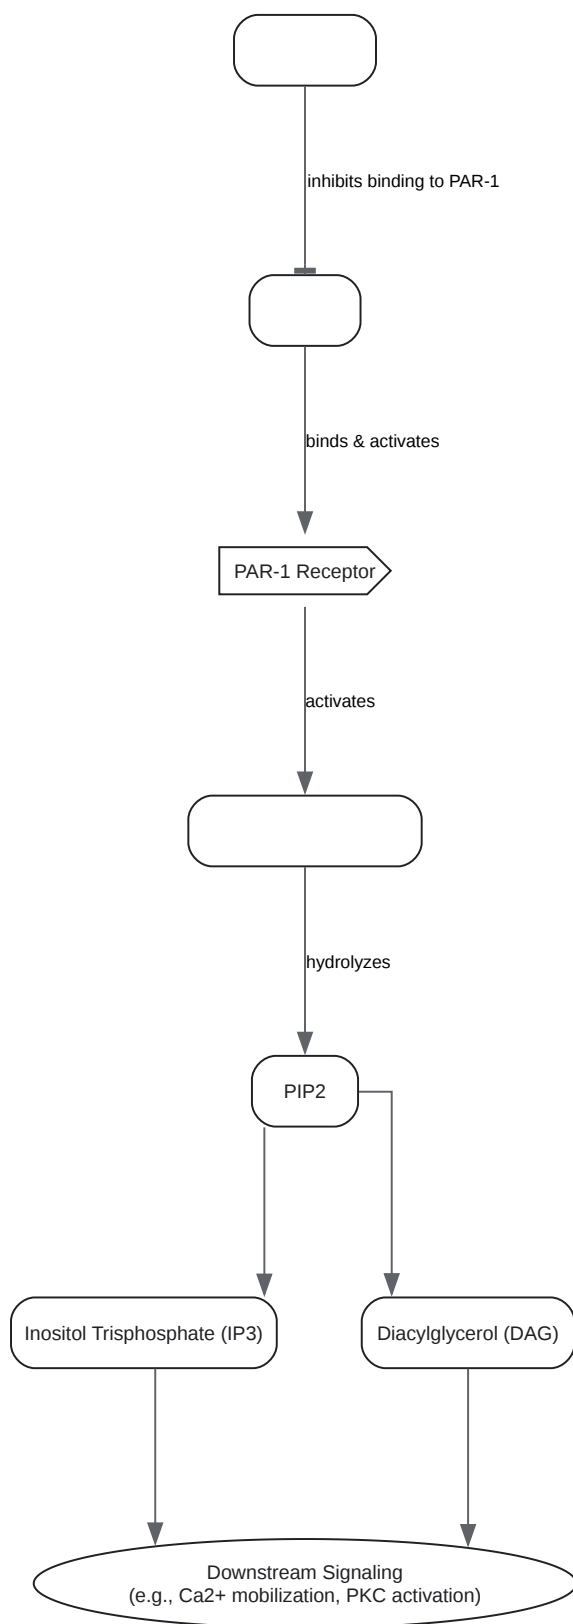 inhibits binding to PAR-1
binds & activates
PAR-1 Receptor
activates
hydrolyzes
PIP2
Inositol Trisphosphate (IP3)
Diacylglycerol (DAG)
Downstream Signaling
(e.g., Ca2+ mobilization, PKC activation)